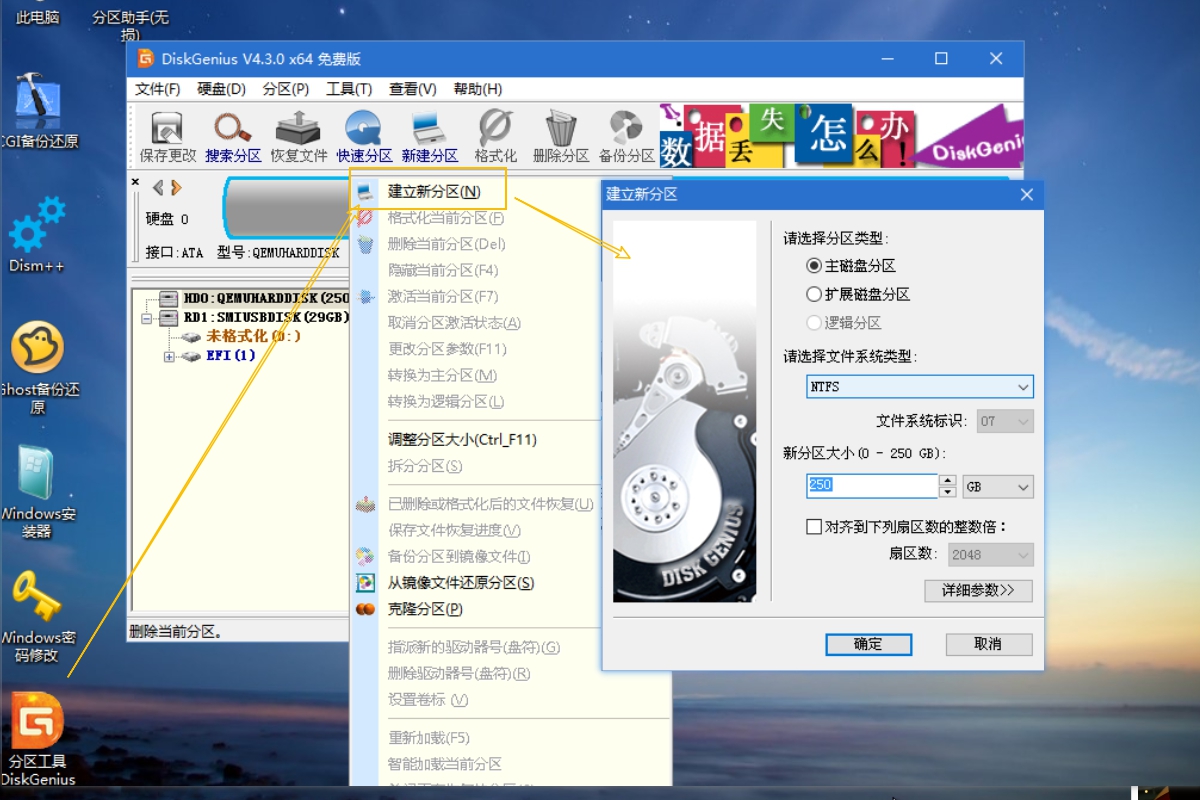 此电脑
分区助手(无
损)
CGI备份还原
Dism++
Ghost备份还
原
Windows安
装器
Windows密
码修改
分区工具
DiskGenius
DiskGenius V4.3.0 x64 免费版
文件(F) 硬盘(D) 分区(P) 工具(T) 查看(V) 帮助(H)
保存更改 搜索分区 恢复文件 快速分区 新建分区 格式化 删除分区 备份分区
数据丢失怎么办!
DiskGeni
硬盘 0
接口:ATA 型号:QEMUHARDDISK
HD0:QEMUHARDDISK(250
RD1:SMIUSBDISK(29GB)
未格式化(0:)
EFI(1)
删除当前分区。
建立新分区(N)
格式化当前分区(F)
删除当前分区(Del)
隐藏当前分区(F4)
激活当前分区(F7)
取消分区激活状态(A)
更改分区参数(F11)
转换为主分区(M)
转换为逻辑分区(L)
调整分区大小(Ctrl_F11)
拆分分区(S)
已删除或格式化后的文件恢复(U)
保存文件恢复进度(V)
备份分区到镜像文件(I)
从镜像文件还原分区(S)
克隆分区(P)
指派新的驱动器号(盘符)(G)
删除驱动器号(盘符)(R)
设置卷标 (V)
重新加载(F5)
智能加载当前分区
建立新分区
请选择分区类型:
主磁盘分区
扩展磁盘分区
逻辑分区
请选择文件系统类型:
NTFS
文件系统标识: 07
新分区大小(0 - 250 GB):
250 GB
对齐到下列扇区数的整数倍:
扇区数: 2048
详细参数>>
确定 取消
DISK GENIUS